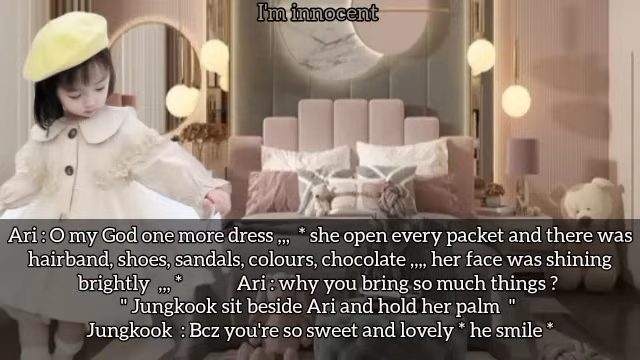 I'm innocent
Ari : O my God one more dress ,,, * she open every packet and there was
hairband, shoes, sandals, colours, chocolate ,,,, her face was shining
brightly ,,, * Ari : why you bring so much things ?
" Jungkook sit beside Ari and hold her palm "
Jungkook : Bcz you're so sweet and lovely * he smile *